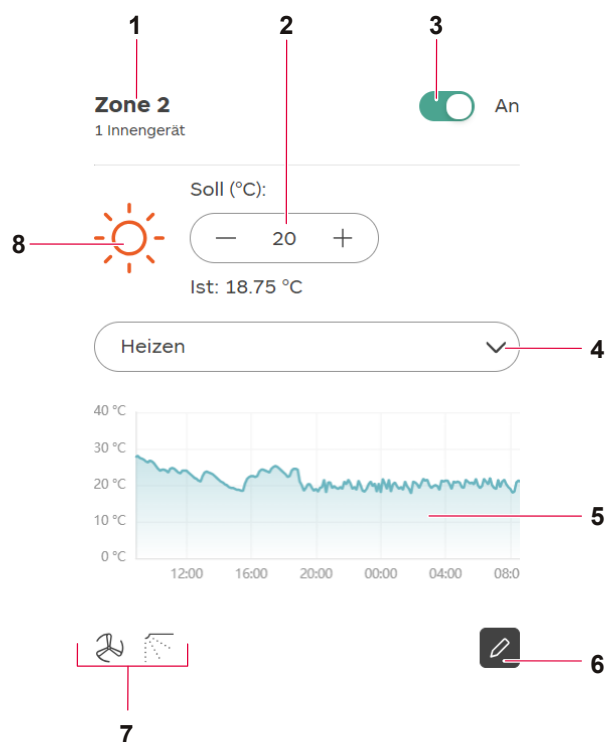 1
2
3
Zone 2
An
1 Innengerät
Soll (°C):
8
20
Ist: 18.75 °C
Heizen
4
40 °C
30 °C
20 °C
10 °C
0 °C
5
12:00 16:00 20:00 00:00 04:00 08:0
6
7